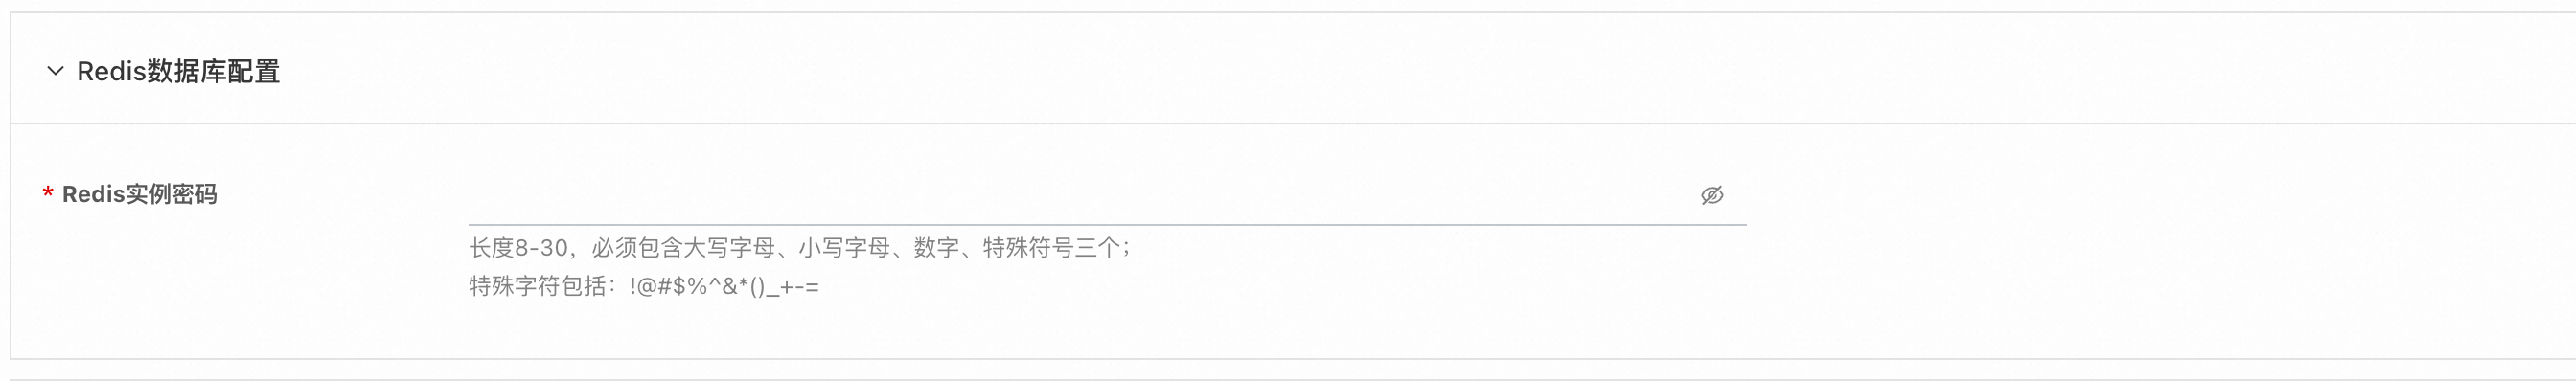 Redis数据库配置
* Redis实例密码
长度8-30，必须包含大写字母、小写字母、数字、特殊符号三个；
特殊字符包括：!@#$%^&*()_+-=